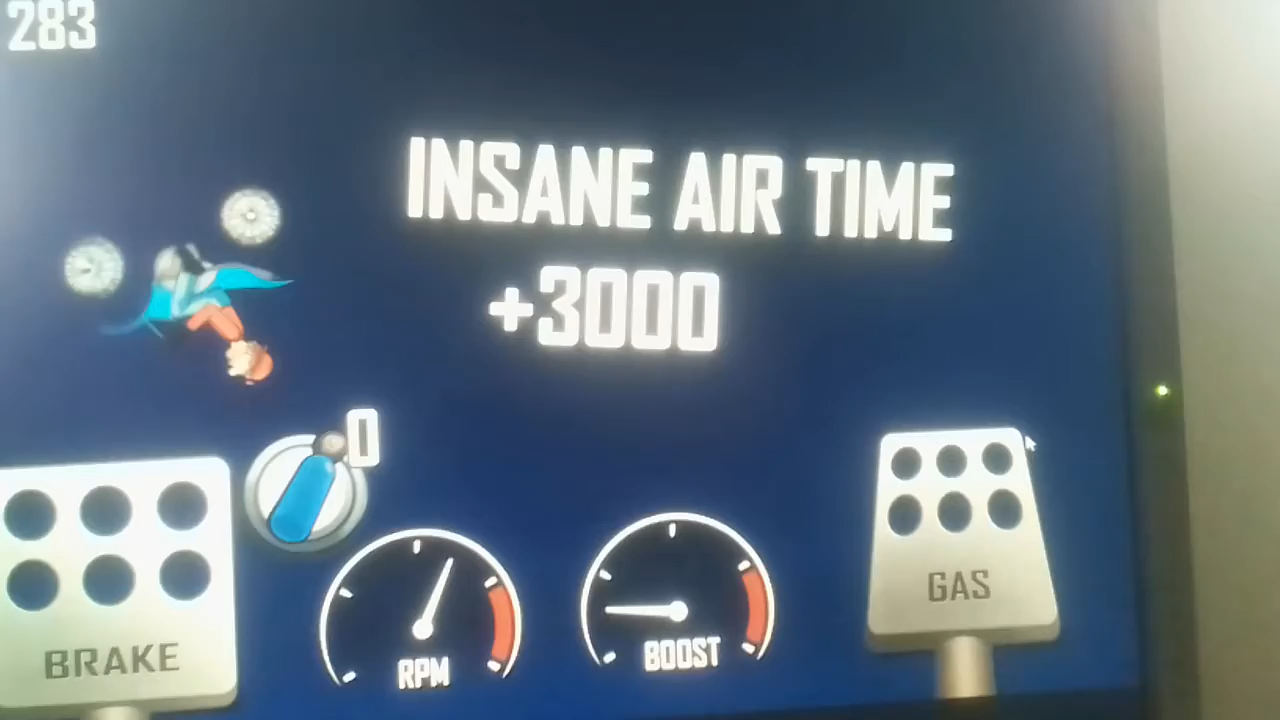 283
INSANE AIR TIME
+3000
0
BRAKE
RPM
BOOST
GAS